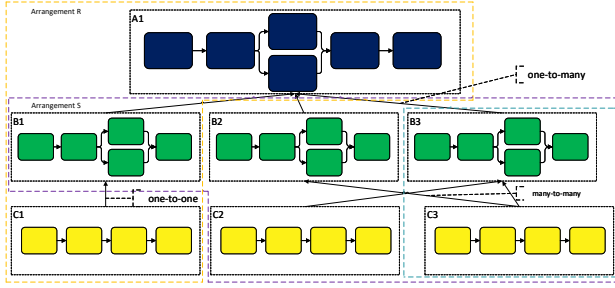 Arrangement R
A1
one-to-many
Arrangement S
B1
B2
B3
one-to-one
many-to-many
C1
C2
C3